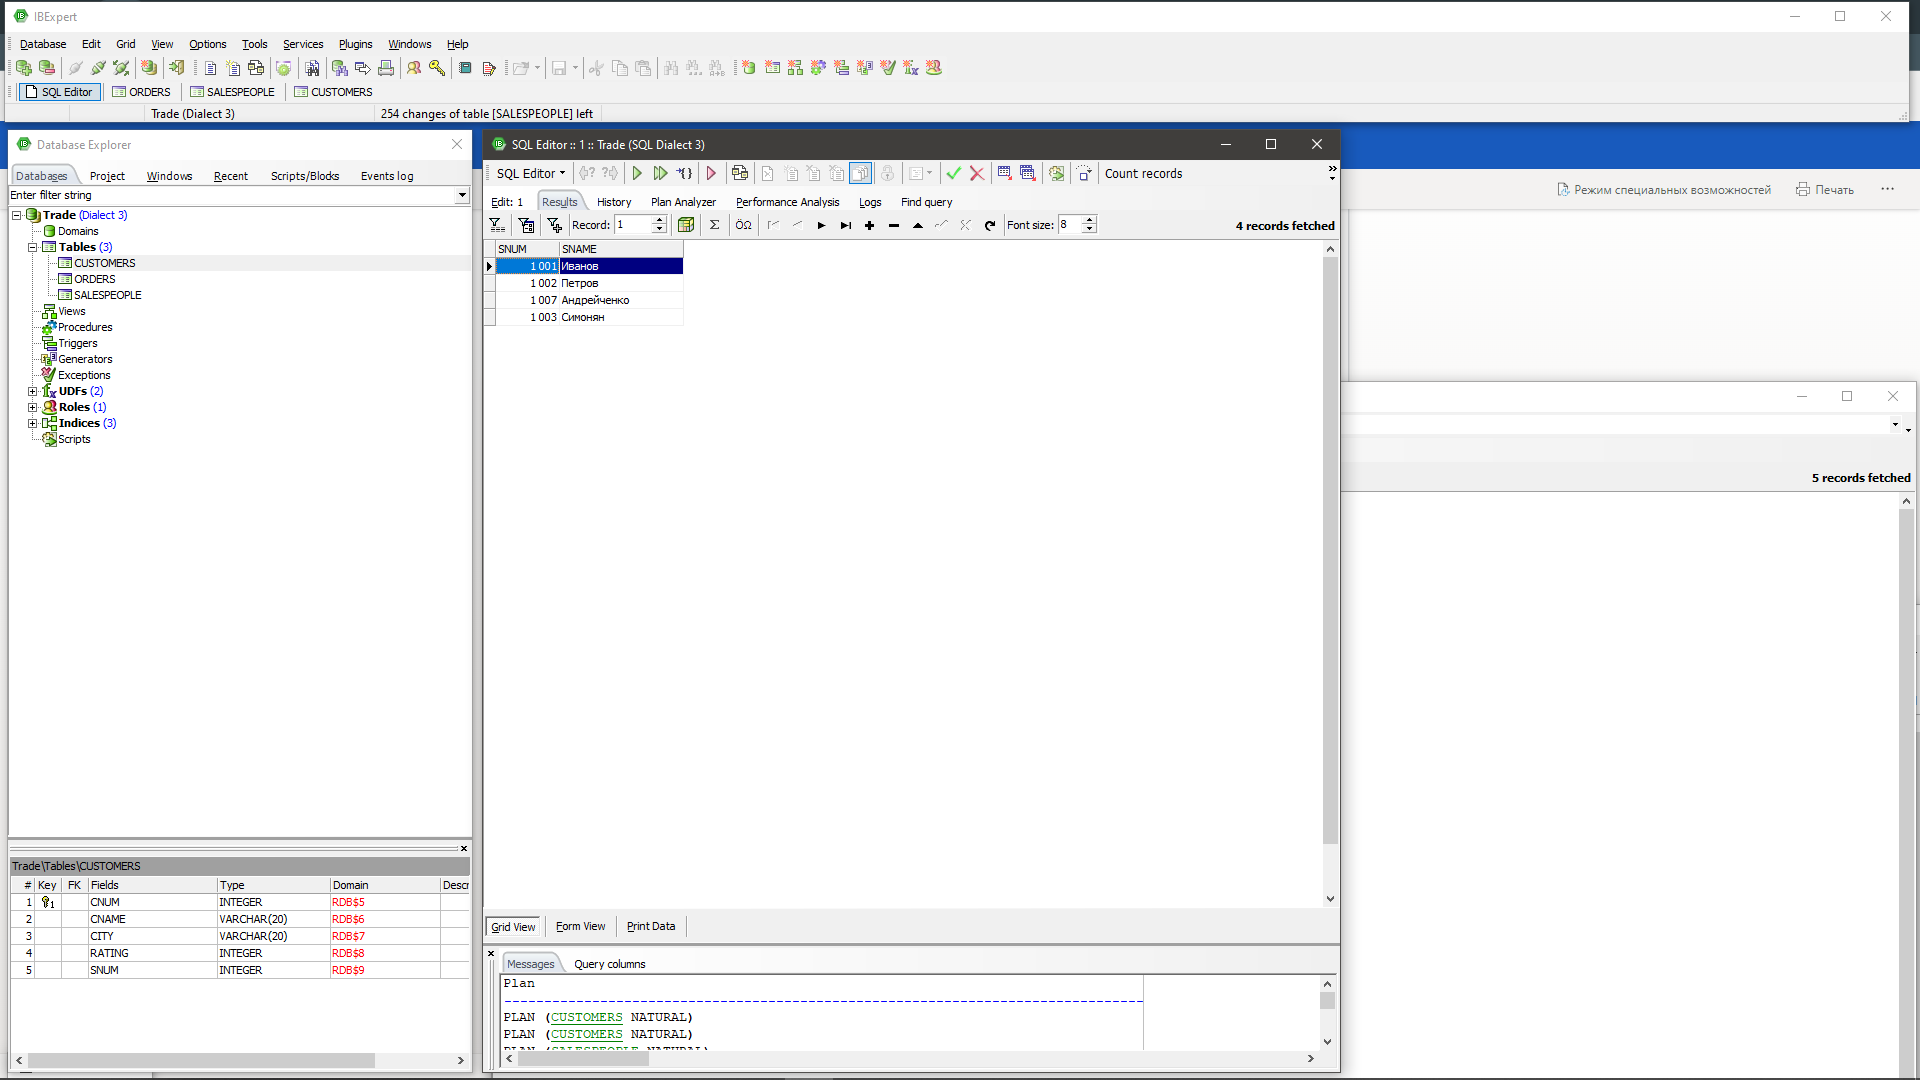 IBExpert
Database Edit Grid View Options Tools Services Plugins Windows Help
SQL Editor ORDERS SALESPEOPLE CUSTOMERS
Trade (Dialect 3) 254 changes of table [SALESPEOPLE] left
Database Explorer
Databases Project Windows Recent Scripts/Blocks Events log
Enter filter string
Trade (Dialect 3)
Domains
Tables (3)
CUSTOMERS
ORDERS
SALESPEOPLE
Views
Procedures
Triggers
Generators
Exceptions
UDFs (2)
Roles (1)
Indices (3)
Scripts
Trade\Tables\CUSTOMERS
# Key FK Fields Type Domain Descr
1 1 CNUM INTEGER RDB$5
2 CNAME VARCHAR(20) RDB$6
3 CITY VARCHAR(20) RDB$7
4 RATING INTEGER RDB$8
5 SNUM INTEGER RDB$9
SQL Editor :: 1 :: Trade (SQL Dialect 3)
SQL Editor Count records
Edit: 1 Results History Plan Analyzer Performance Analysis Logs Find query
Record: 1 Font size: 8 4 records fetched
SNUM SNAME
1 001 Иванов
1 002 Петров
1 007 Андрейченко
1 003 Симонян
Grid View Form View Print Data
Messages Query columns
Plan
--------------------------------------------------------------------------------
PLAN (CUSTOMERS NATURAL)
PLAN (CUSTOMERS NATURAL)
PLAN (SALESPEOPLE NATURAL)
Режим специальных возможностей Печать ...
5 records fetched